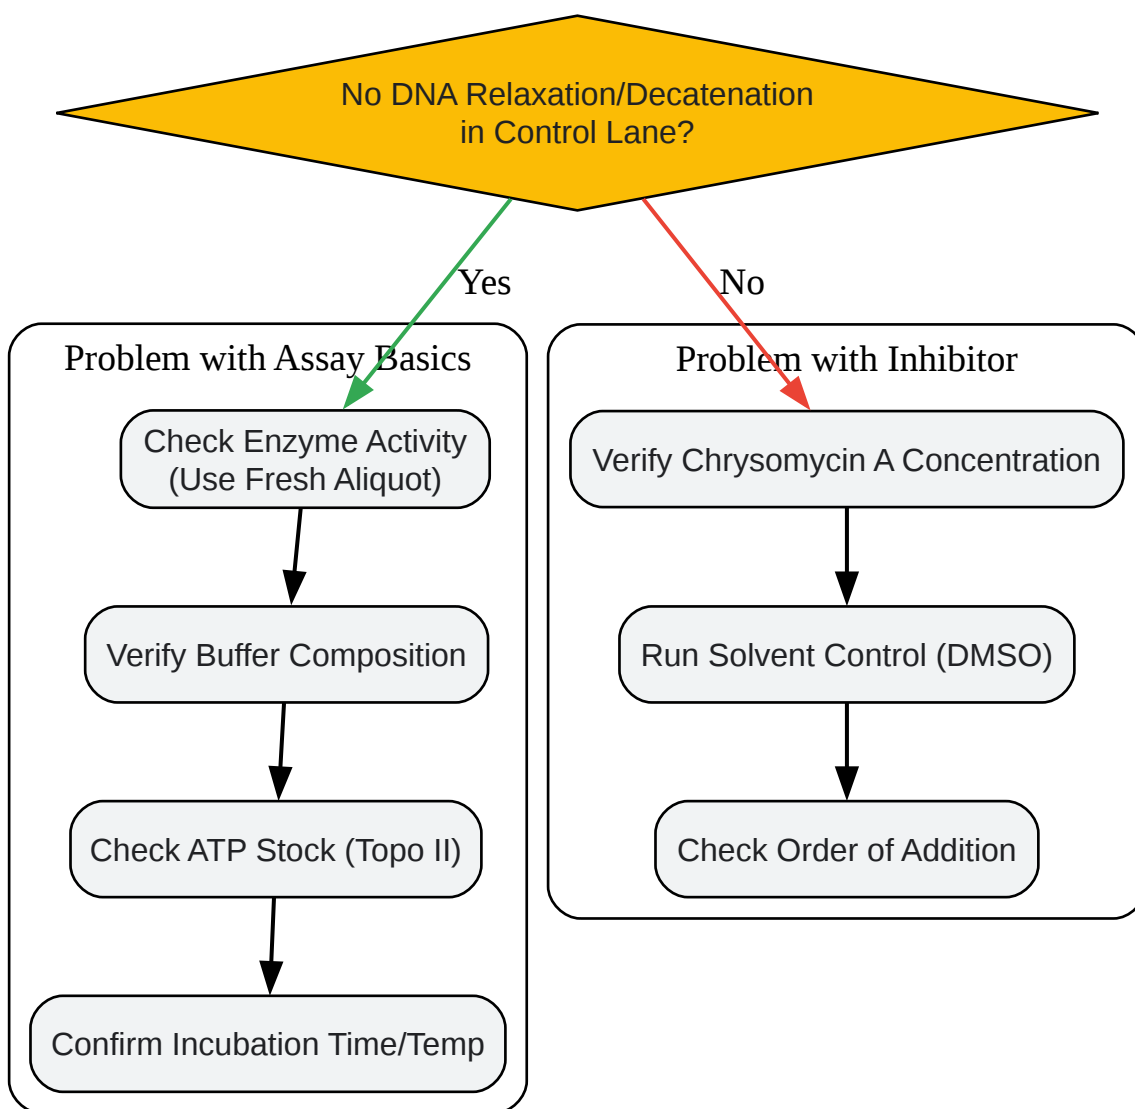 No DNA Relaxation/Decatenation
in Control Lane?
Yes
No
Problem with Assay Basics
Check Enzyme Activity
(Use Fresh Aliquot)
Verify Buffer Composition
Check ATP Stock (Topo II)
Confirm Incubation Time/Temp
Problem with Inhibitor
Verify Chrysomycin A Concentration
Run Solvent Control (DMSO)
Check Order of Addition